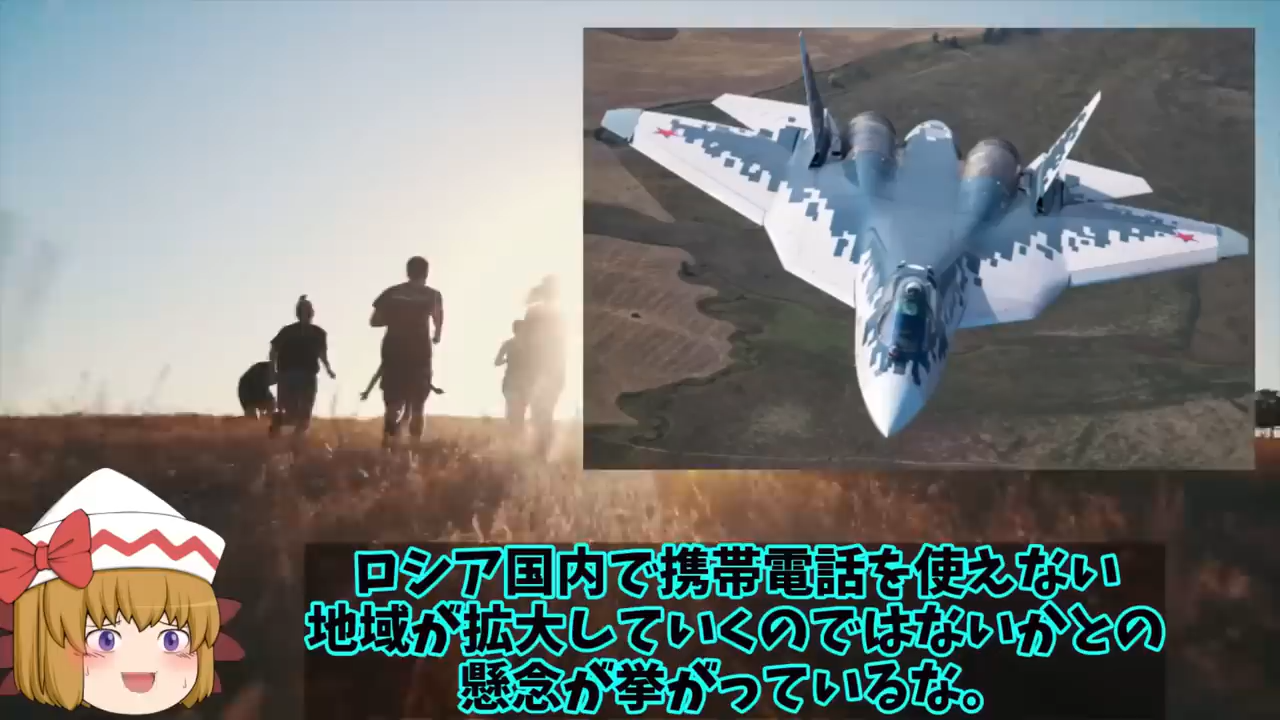 ロシア国内で携帯電話を使えない
地域が拡大していくのではないかとの
懸念が挙がっているな。